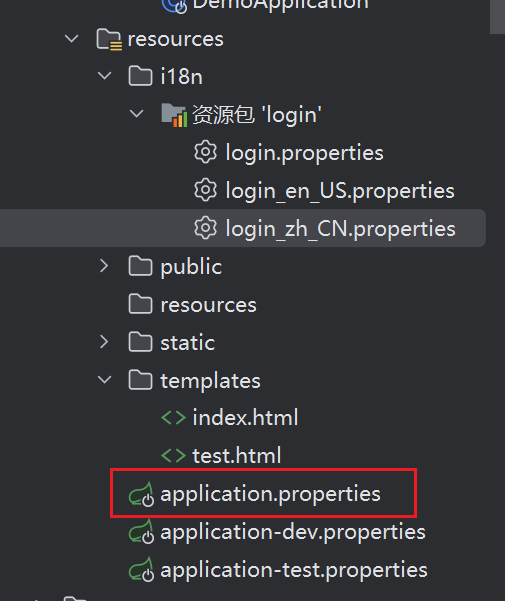 DemoApplication
resources
i18n
资源包 'login'
login.properties
login_en_US.properties
login_zh_CN.properties
public
resources
static
templates
index.html
test.html
application.properties
application-dev.properties
application-test.properties